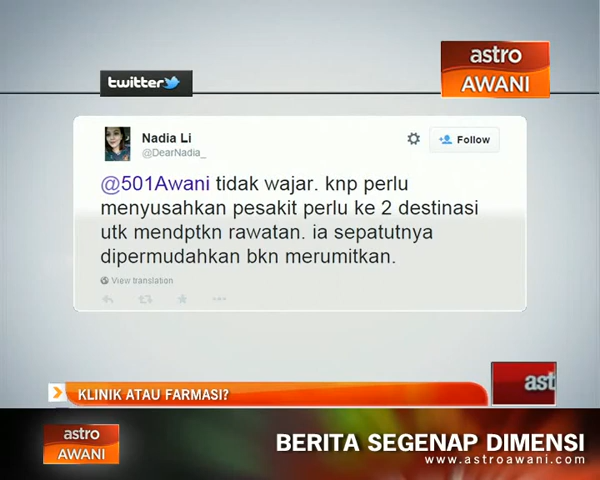 twitter
astro
AWANI
Nadia Li
@DearNadia_
Follow
@501Awani tidak wajar. knp perlu
menyusahkan pesakit perlu ke 2 destinasi
utk mendptkn rawatan. ia sepatutnya
dipermudahkan bkn merumitkan.
View translation
KLINIK ATAU FARMASI?
ast
astro
AWANI
BERITA SEGENAP DIMENSI
www.astroawani.com